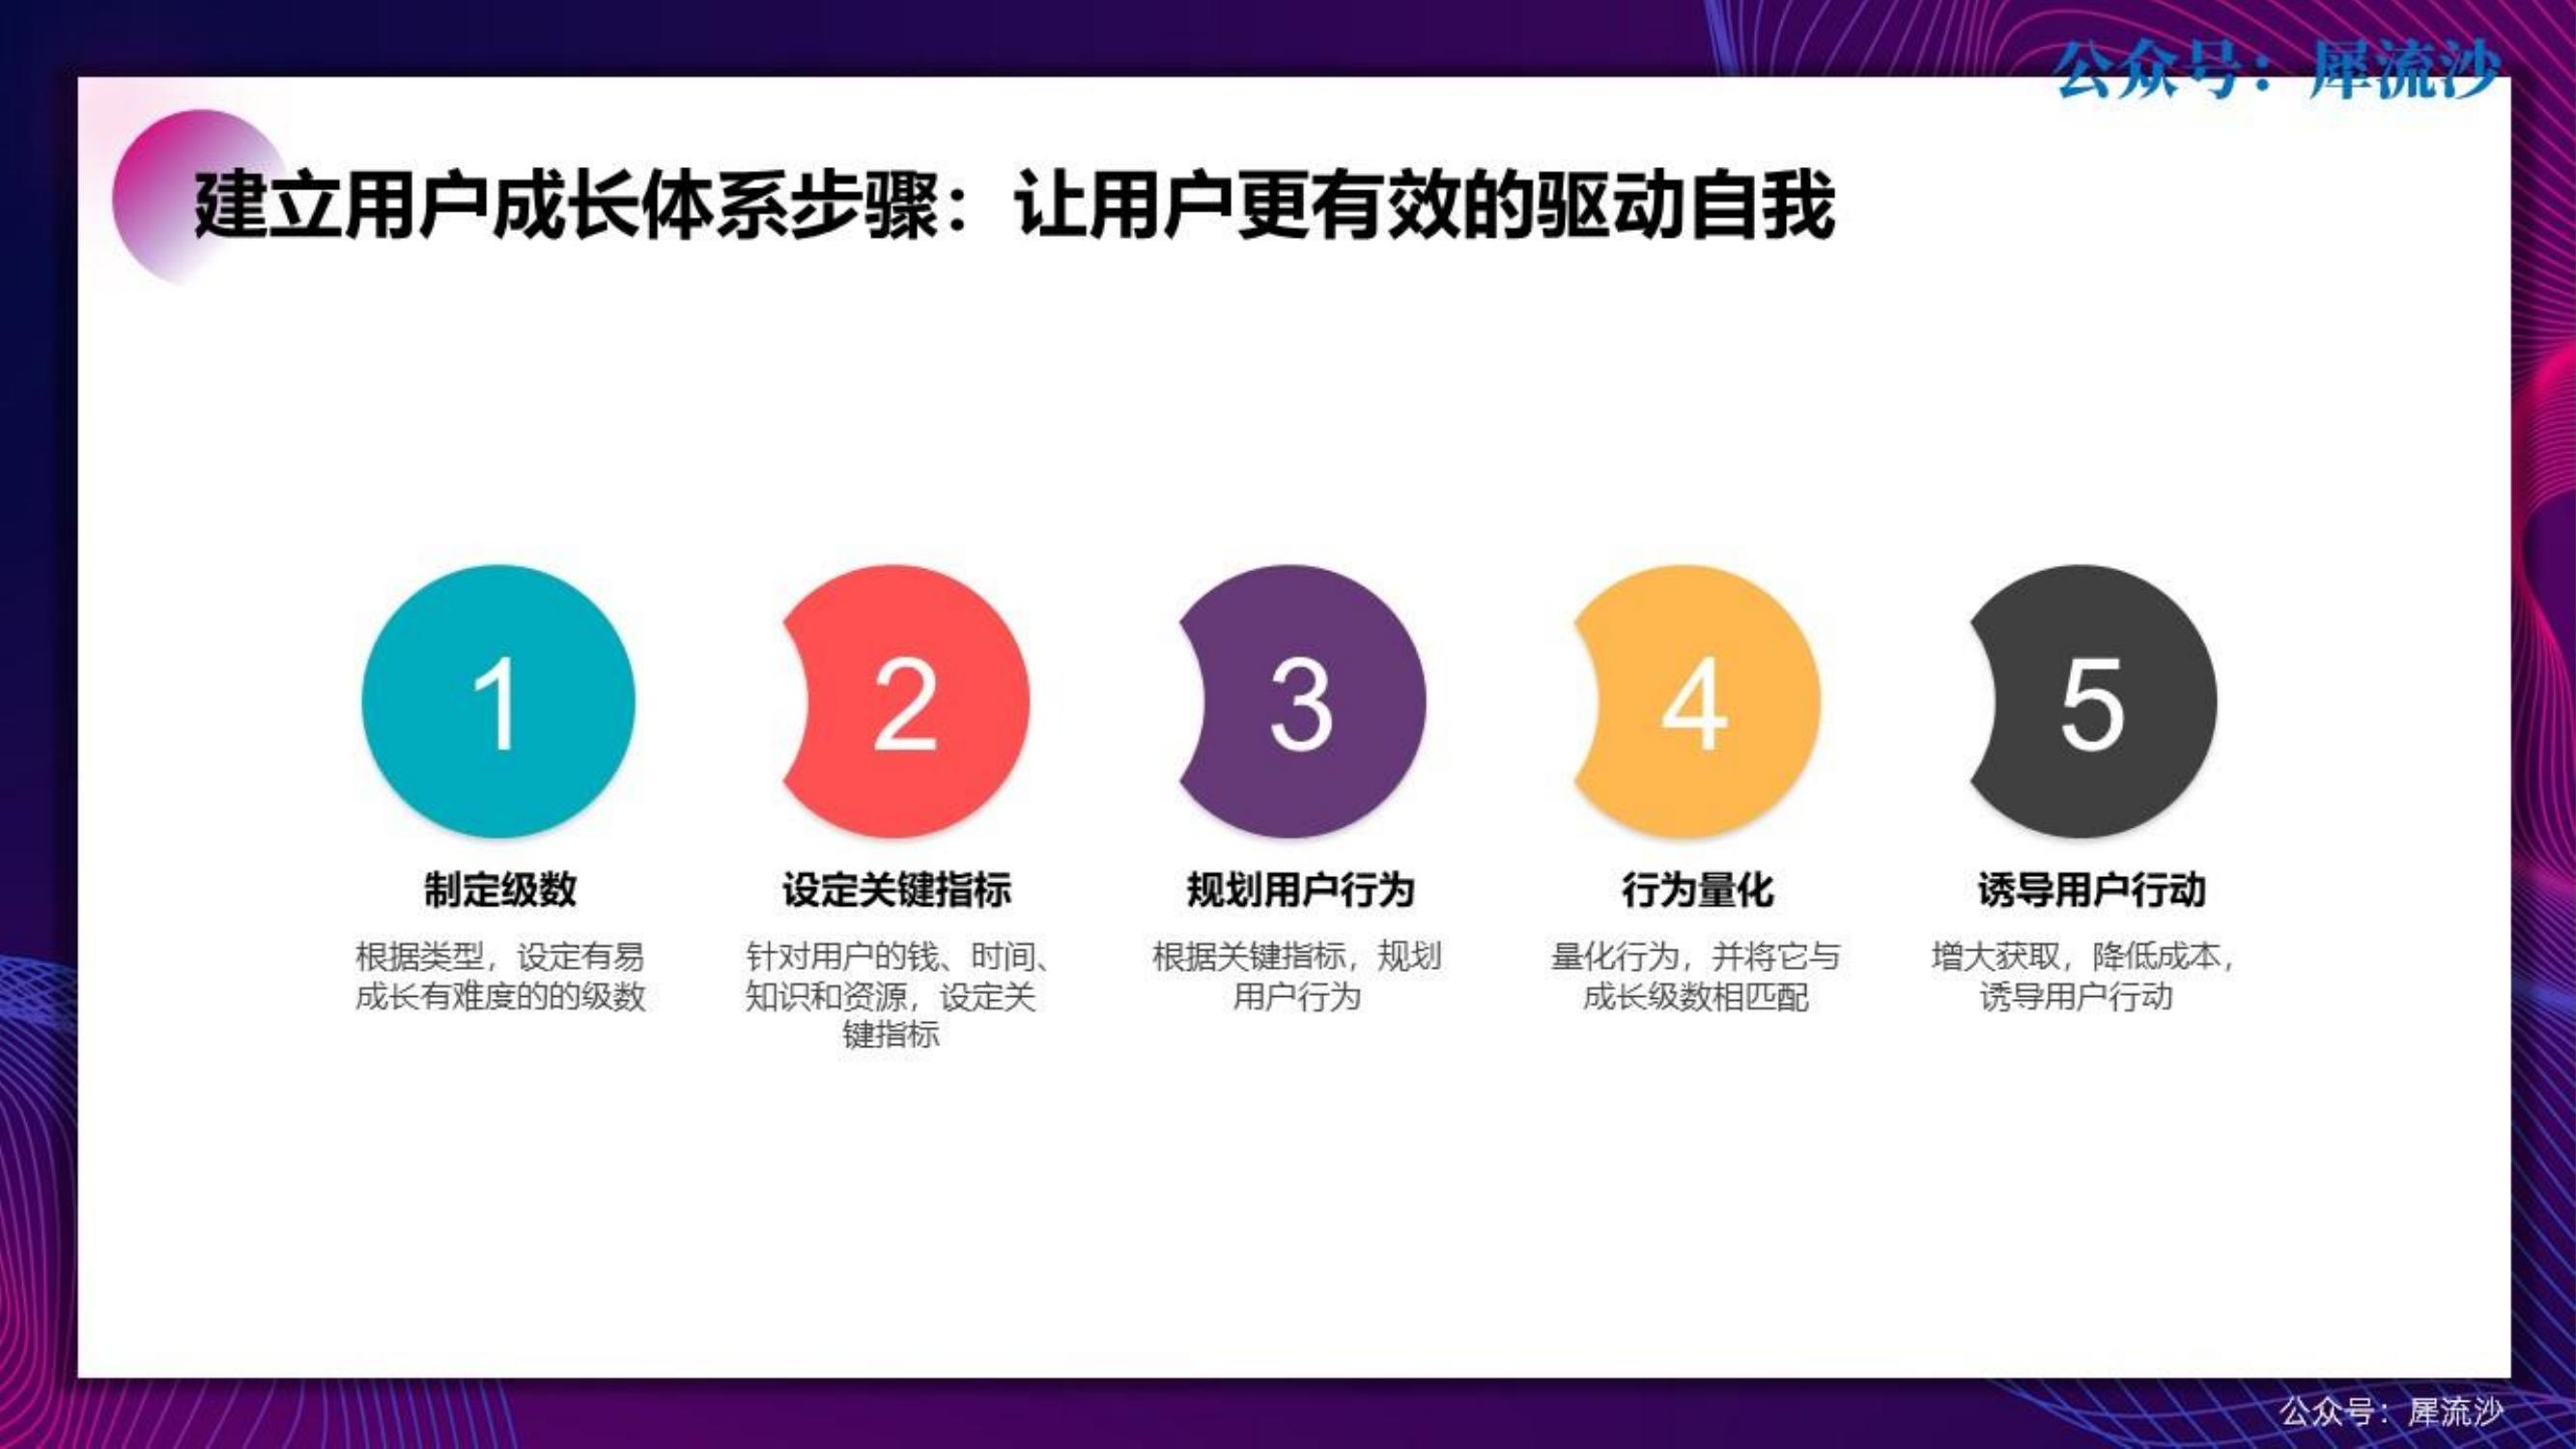 公众号：犀流沙
建立用户成长体系步骤：让用户更有效的驱动自我
1
2
3
4
5
制定级数
设定关键指标
规划用户行为
行为量化
诱导用户行动
根据类型，设定有易
成长有难度的的级数
针对用户的钱、时间、
知识和资源，设定关
键指标
根据关键指标，规划
用户行为
量化行为，并将它与
成长级数相匹配
增大获取，降低成本，
诱导用户行动
公众号：犀流沙